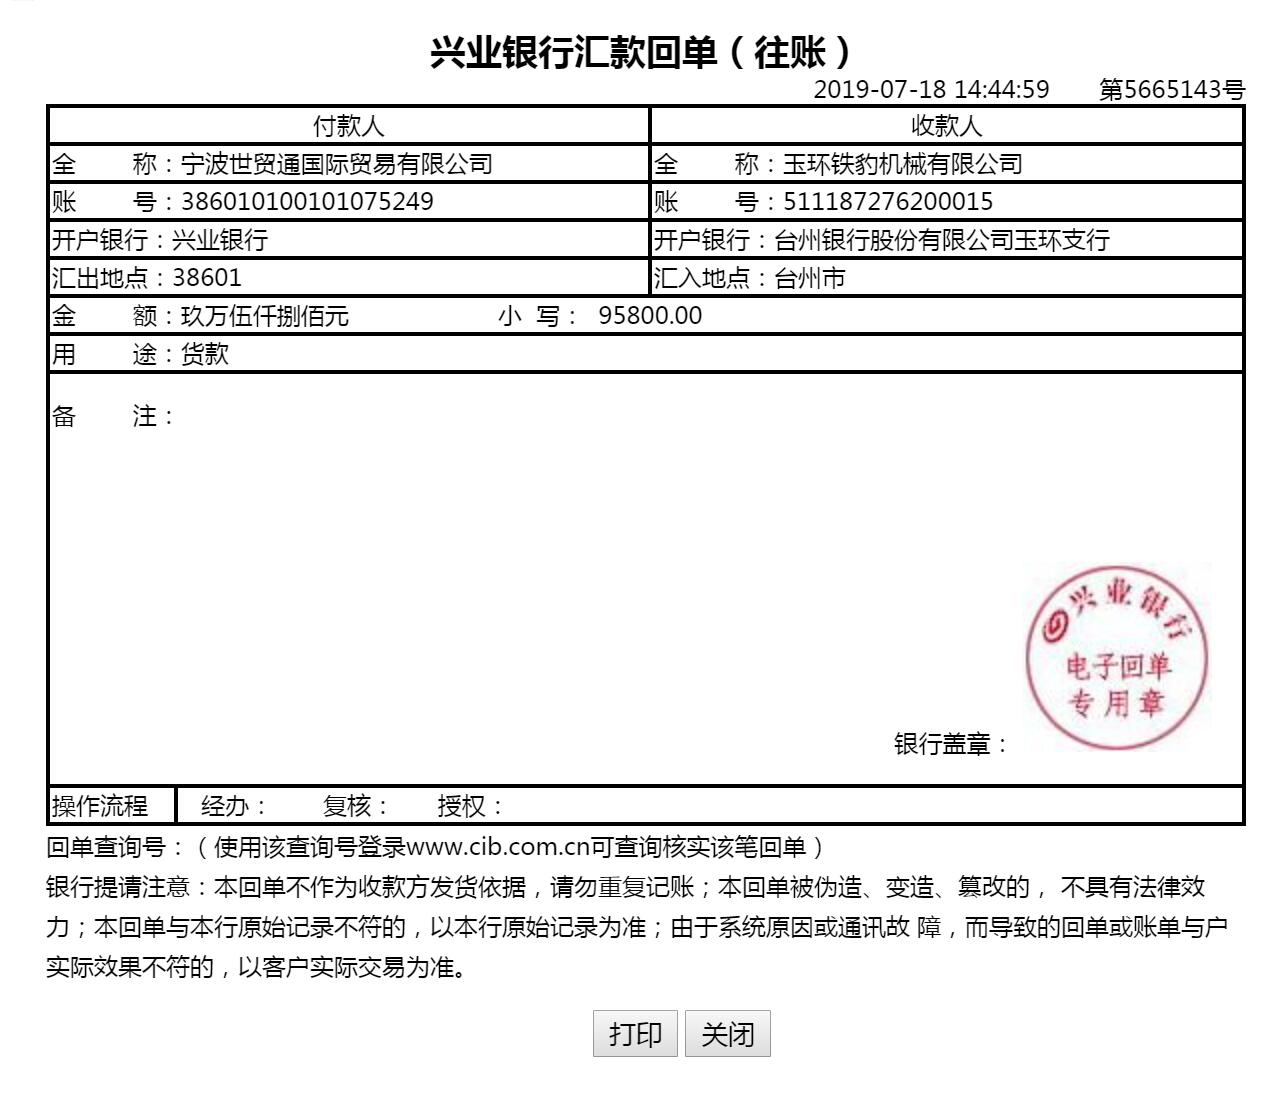 兴业银行汇款回单（往账）
2019-07-18 14:44:59 第5665143号
付款人 收款人
全 称：宁波世贸通国际贸易有限公司 全 称：玉环铁豹机械有限公司
账 号：386010100101075249 账 号：511187276200015
开户银行：兴业银行 开户银行：台州银行股份有限公司玉环支行
汇出地点：38601 汇入地点：台州市
金 额：玖万伍仟捌佰元 小 写： 95800.00
用 途：货款
备 注：
兴业银行
电子回单
专用章
银行盖章：
操作流程 经办： 复核： 授权：
回单查询号：（使用该查询号登录www.cib.com.cn可查询核实该笔回单）
银行提请注意：本回单不作为收款方发货依据，请勿重复记账；本回单被伪造、变造、篡改的， 不具有法律效
力；本回单与本行原始记录不符的，以本行原始记录为准；由于系统原因或通讯故 障，而导致的回单或账单与户
实际效果不符的，以客户实际交易为准。
打印 关闭